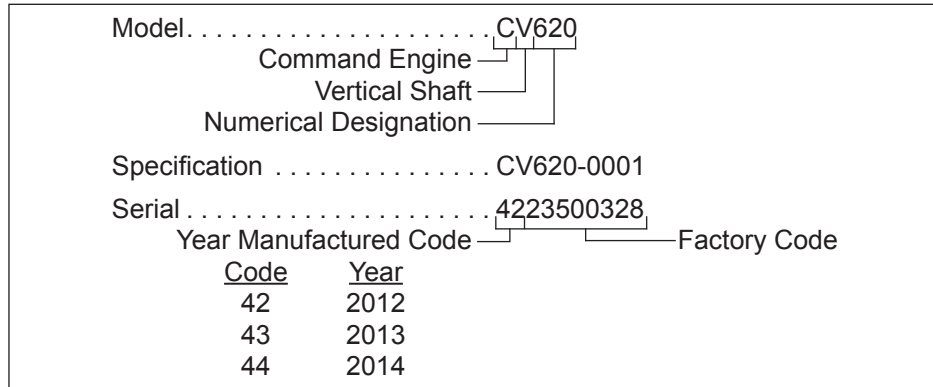 Model. . . . . . . . . . . . . . . . . . . . . CV620
Command Engine
Vertical Shaft
Numerical Designation
Specification . . . . . . . . . . . . . . . CV620-0001
Serial . . . . . . . . . . . . . . . . . . . . . 4223500328
Year Manufactured Code Factory Code
Code Year
42 2012
43 2013
44 2014